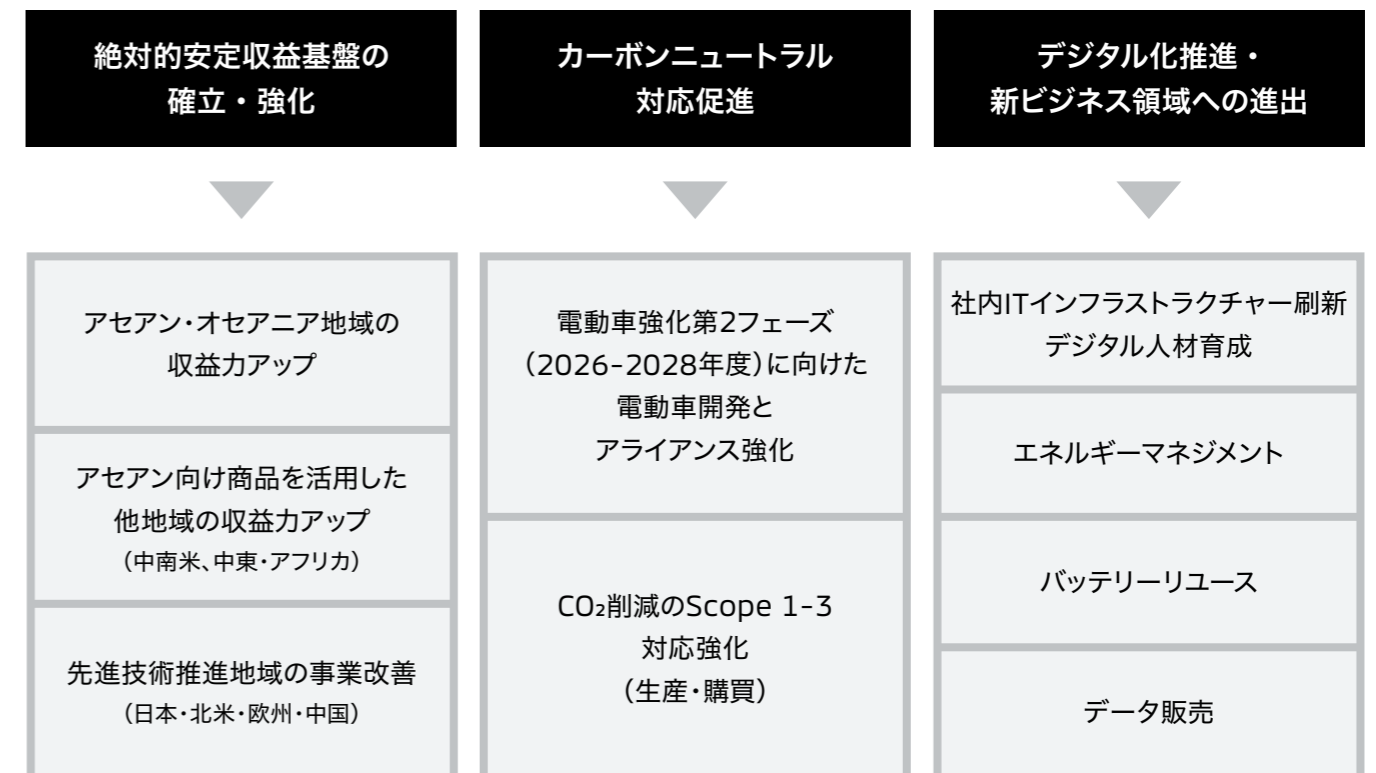 絶対的安定収益基盤の
確立・強化
アセアン・オセアニア地域の
収益力アップ
アセアン向け商品を活用した
他地域の収益力アップ
（中南米、中東・アフリカ）
先進技術推進地域の事業改善
（日本・北米・欧州・中国）
カーボンニュートラル
対応促進
電動車強化第2フェーズ
（2026-2028年度）に向けた
電動車開発と
アライアンス強化
CO₂削減のScope 1-3
対応強化
（生産・購買）
デジタル化推進・
新ビジネス領域への進出
社内ITインフラストラクチャー刷新
デジタル人材育成
エネルギーマネジメント
バッテリーリユース
データ販売